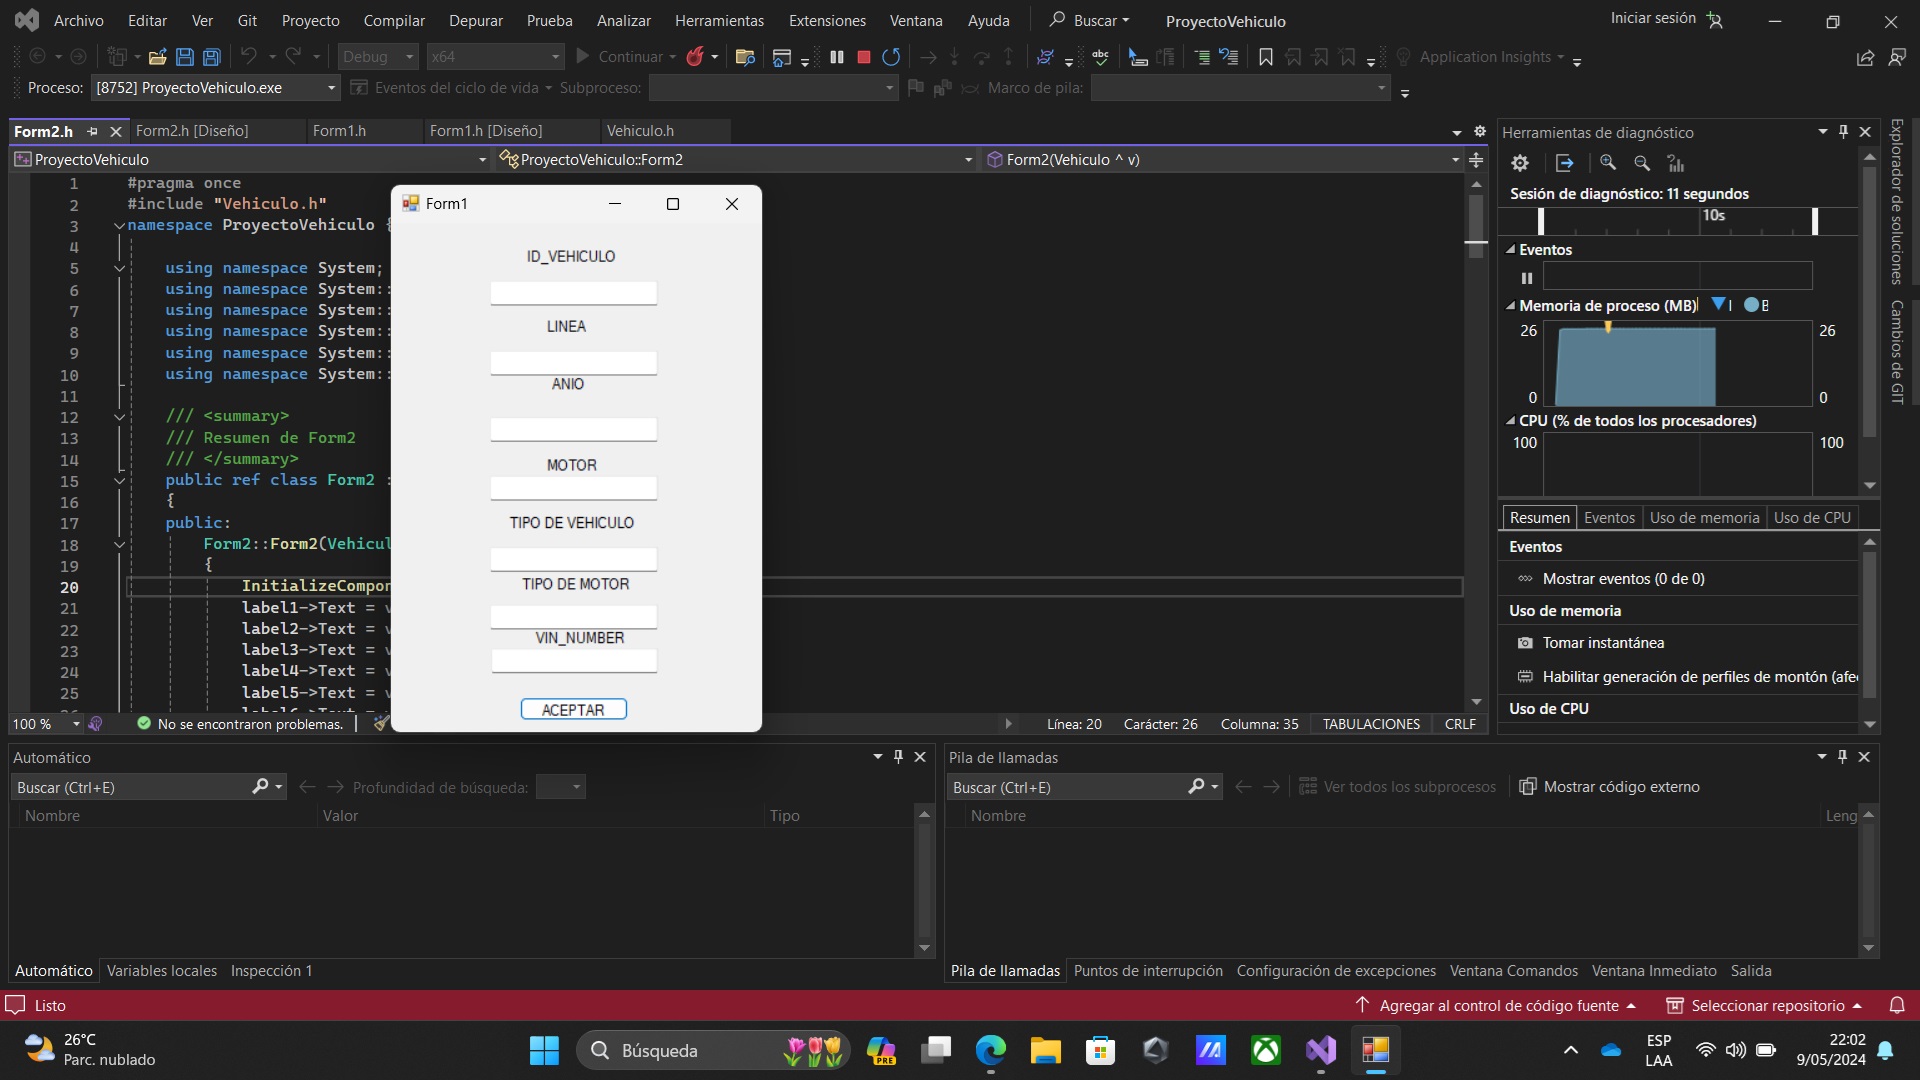 Archivo Editar Ver Git Proyecto Compilar Depurar Prueba Analizar Herramientas Extensiones Ventana Ayuda Buscar ProyectoVehiculo Iniciar sesión
Debug x64 Continuar Application Insights
Proceso: [8752] ProyectoVehiculo.exe Eventos del ciclo de vida Subproceso: Marco de pila:
Form2.h Form2.h [Diseño] Form1.h Form1.h [Diseño] Vehiculo.h
ProyectoVehiculo ProyectoVehiculo::Form2 Form2(Vehiculo ^ v)
1 #pragma once
2 #include "Vehiculo.h"
3 namespace ProyectoVehiculo {
4
5 using namespace System;
6 using namespace System::
7 using namespace System::
8 using namespace System::
9 using namespace System::
10 using namespace System::
11
12 /// <summary>
13 /// Resumen de Form2
14 /// </summary>
15 public ref class Form2 :
16 {
17 public:
18 Form2::Form2(Vehicul
19 {
20 InitializeCompon
21 label1->Text = v
22 label2->Text = v
23 label3->Text = v
24 label4->Text = v
25 label5->Text = v
Form1
ID_VEHICULO
LINEA
ANIO
MOTOR
TIPO DE VEHICULO
TIPO DE MOTOR
VIN_NUMBER
ACEPTAR
100 % No se encontraron problemas. Línea: 20 Carácter: 26 Columna: 35 TABULACIONES CRLF
Herramientas de diagnóstico
Sesión de diagnóstico: 11 segundos
10s
Eventos
Memoria de proceso (MB)
26 26
0 0
CPU (% de todos los procesadores)
100 100
Resumen Eventos Uso de memoria Uso de CPU
Eventos
Mostrar eventos (0 de 0)
Uso de memoria
Tomar instantánea
Habilitar generación de perfiles de montón (afe
Uso de CPU
Explorador de soluciones
Cambios de GIT
Automático
Buscar (Ctrl+E) Profundidad de búsqueda:
Nombre Valor Tipo
Automático Variables locales Inspección 1
Pila de llamadas
Buscar (Ctrl+E) Ver todos los subprocesos Mostrar código externo
Nombre Leng
Pila de llamadas Puntos de interrupción Configuración de excepciones Ventana Comandos Ventana Inmediato Salida
Listo Agregar al control de código fuente Seleccionar repositorio
26°C
Parc. nublado
Búsqueda
PRE
ESP
LAA
22:02
9/05/2024